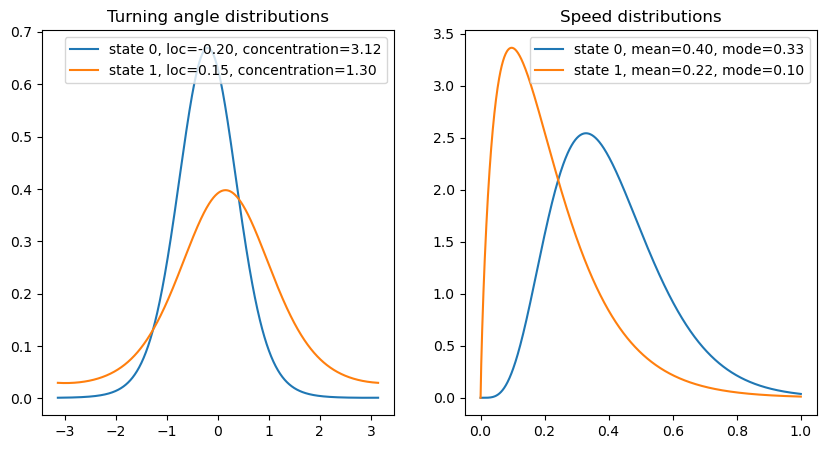 Turning angle distributions
state 0, loc=-0.20, concentration=3.12
state 1, loc=0.15, concentration=1.30
0.7
0.6
0.5
0.4
0.3
0.2
0.1
0.0
−3 −2 −1 0 1 2 3
Speed distributions
state 0, mean=0.40, mode=0.33
state 1, mean=0.22, mode=0.10
3.5
3.0
2.5
2.0
1.5
1.0
0.5
0.0
0.0 0.2 0.4 0.6 0.8 1.0